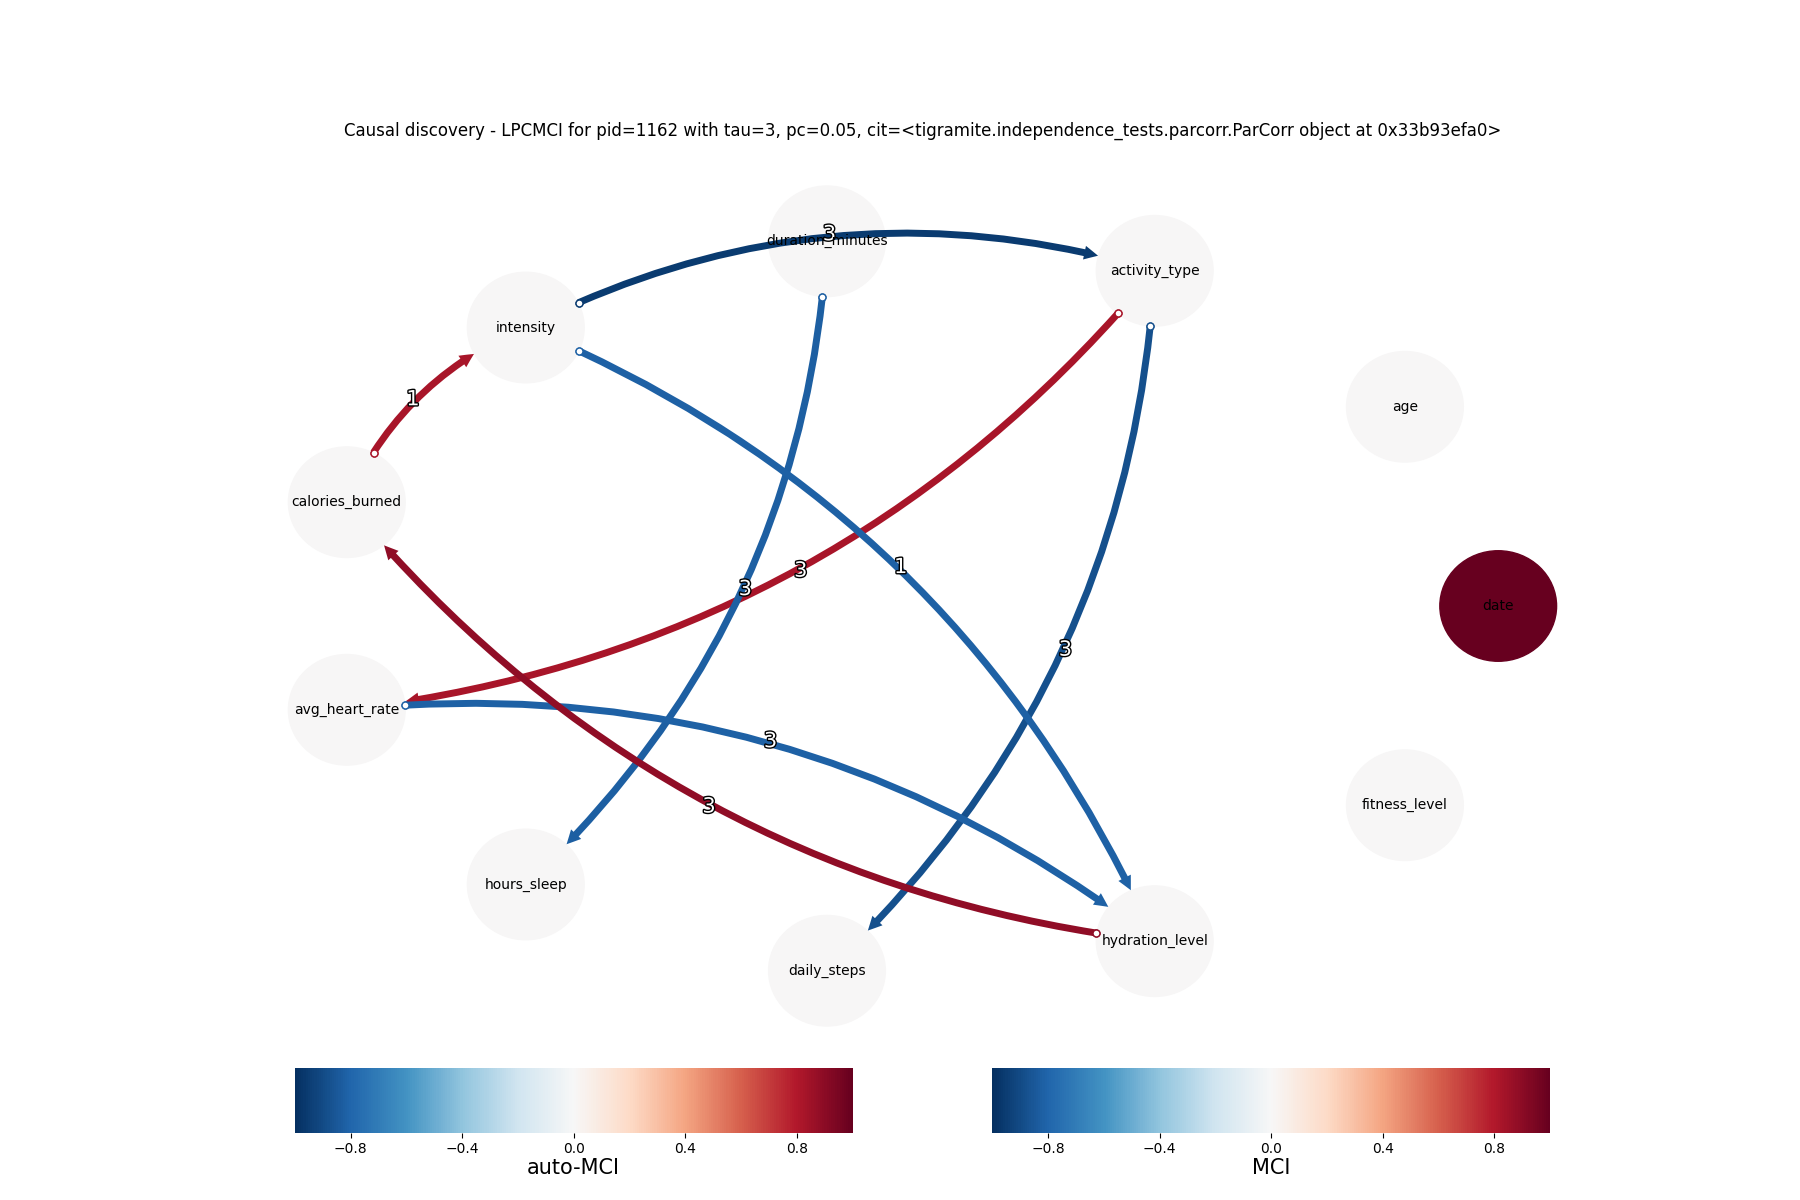 Causal discovery - LPCMCI for pid=1162 with tau=3, pc=0.05, cit=<tigramite.independence_tests.parcorr.ParCorr object at 0x33b93efa0>
3
duration_minutes
activity_type
intensity
1
age
calories_burned
3
3
1
date
3
avg_heart_rate
3
3
fitness_level
hours_sleep
hydration_level
daily_steps
−0.8 −0.4 0.0 0.4 0.8
auto-MCI
−0.8 −0.4 0.0 0.4 0.8
MCI